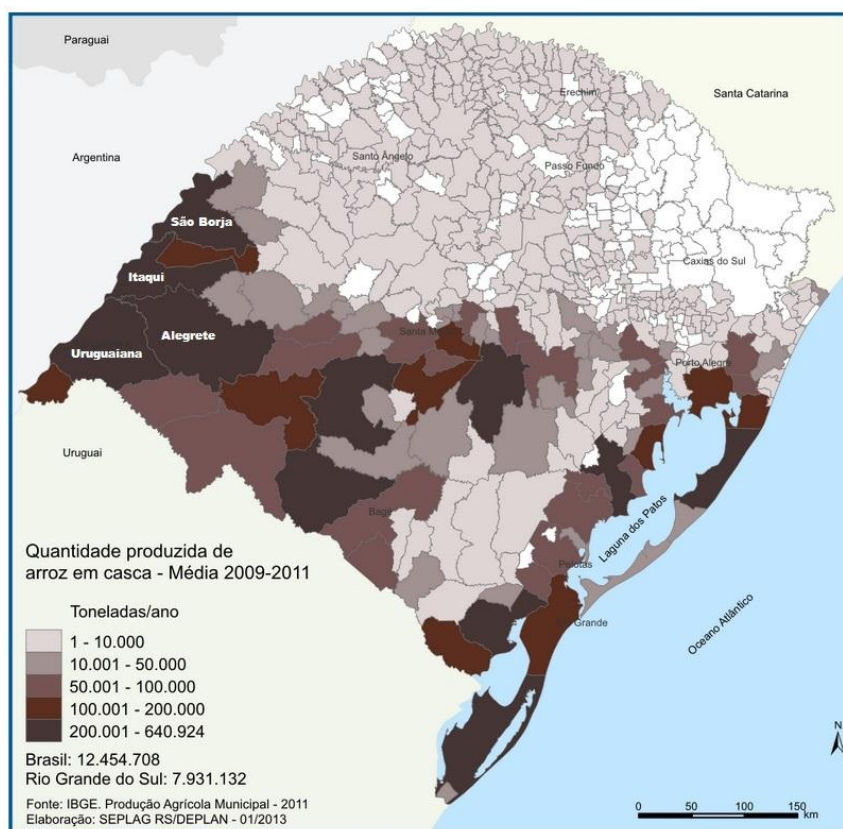 Paraguai
Santa Catarina
Erechim
Argentina
Santo Ângelo
Passo Fundo
São Borja
Caxias do Sul
Itaqui
Santa
Alegrete
Uruguaiana
Porto Alegre
Uruguai
Bagé
Laguna dos Patos
Pelotas
Grande
Oceano Atlântico
Quantidade produzida de
arroz em casca - Média 2009-2011
Toneladas/ano
1 - 10.000
10.001 - 50.000
50.001 - 100.000
100.001 - 200.000
200.001 - 640.924
Brasil: 12.454.708
Rio Grande do Sul: 7.931.132
Fonte: IBGE. Produção Agrícola Municipal - 2011
Elaboração: SEPLAG RS/DEPLAN - 01/2013
N
0 50 100 150
km